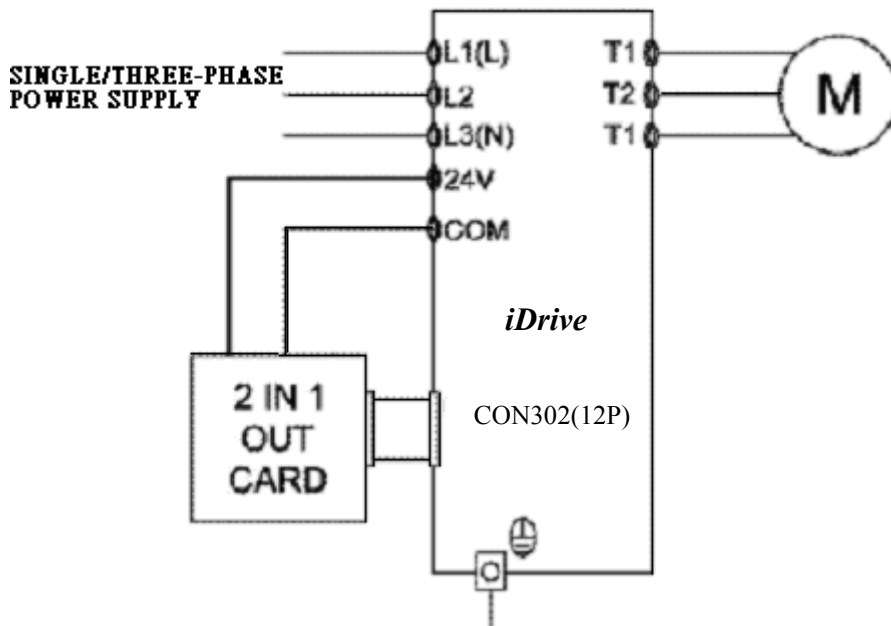 SINGLE/THREE-PHASE
POWER SUPPLY
L1(L)
L2
L3(N)
24V
COM
T1
T2
T1
M
iDrive
CON302(12P)
2 IN 1
OUT
CARD